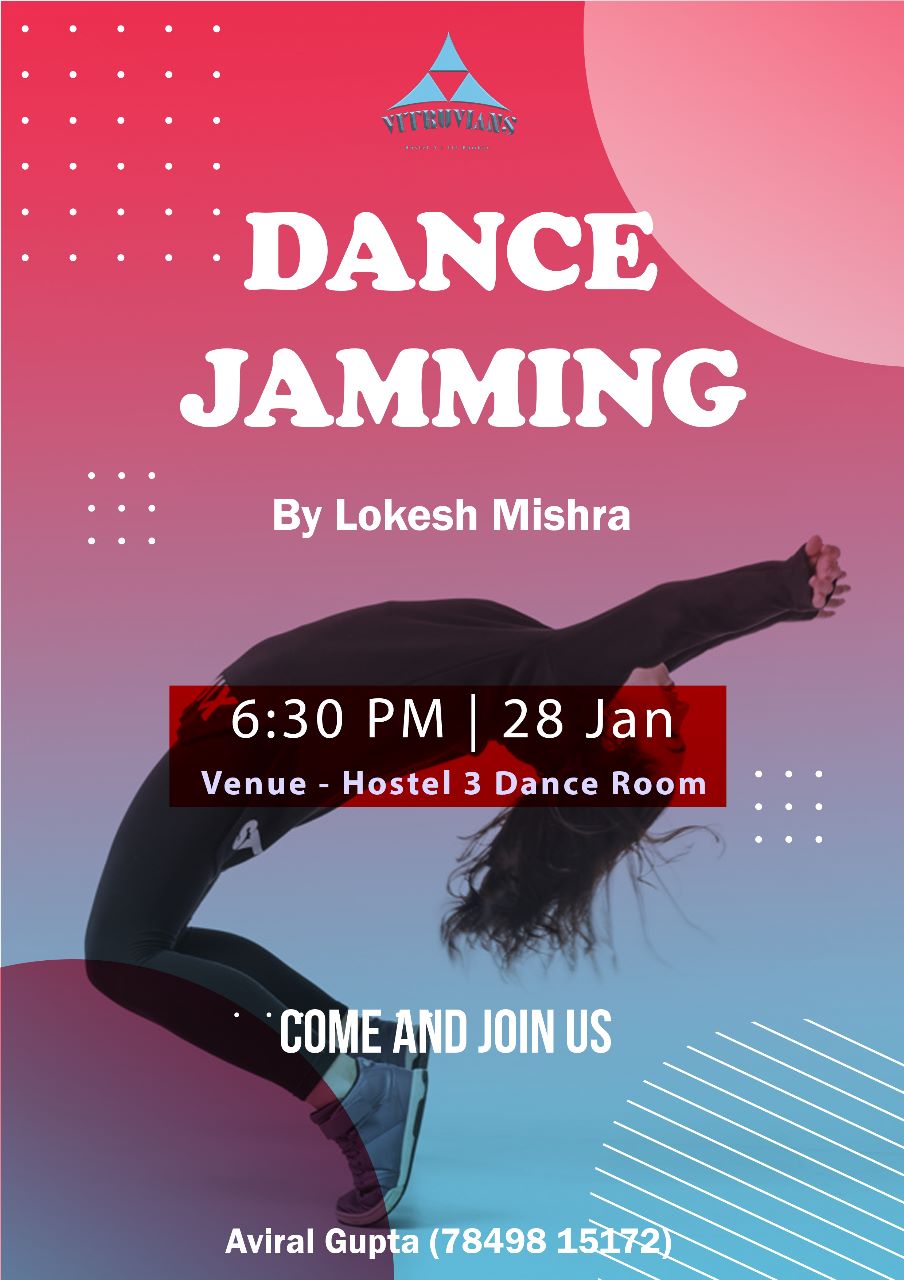 VITRUVIANS
DANCE
JAMMING
By Lokesh Mishra
6:30 PM | 28 Jan
Venue - Hostel 3 Dance Room
COME AND JOIN US
Aviral Gupta (78498 15172)